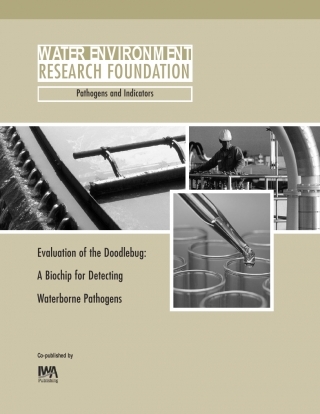 WATER ENVIRONMENT
RESEARCH FOUNDATION
Pathogens and Indicators
Evaluation of the Doodlebug:
A Biochip for Detecting
Waterborne Pathogens
Co-published by
IWA
Publishing